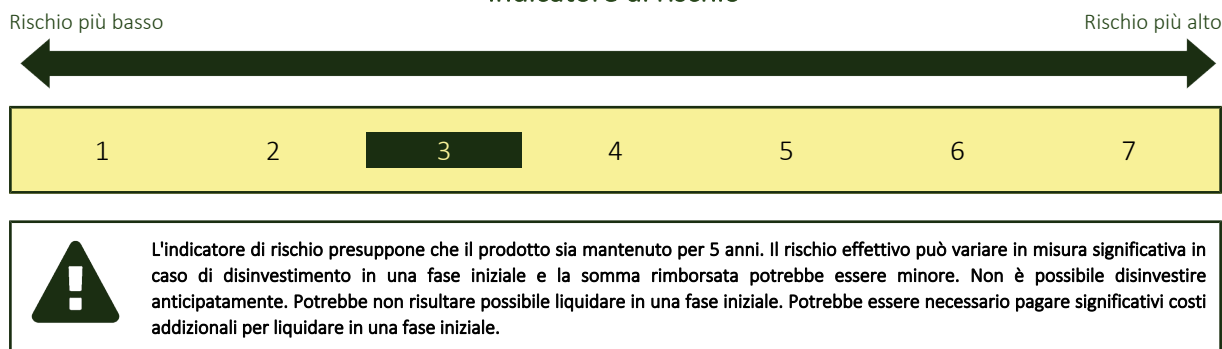 Indicatore di rischio
Rischio più basso
Rischio più alto
1 2 3 4 5 6 7
L'indicatore di rischio presuppone che il prodotto sia mantenuto per 5 anni. Il rischio effettivo può variare in misura significativa in
caso di disinvestimento in una fase iniziale e la somma rimborsata potrebbe essere minore. Non è possibile disinvestire
anticipatamente. Potrebbe non risultare possibile liquidare in una fase iniziale. Potrebbe essere necessario pagare significativi costi
addizionali per liquidare in una fase iniziale.